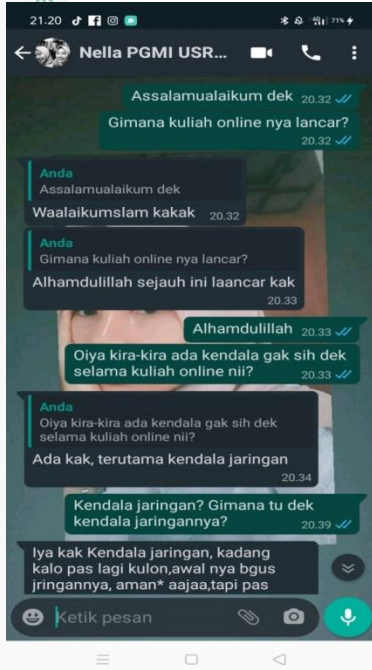 21.20
71%
Nella PGMI USR...
Assalamualaikum dek 20.32
Gimana kuliah online nya lancar?
20.32
Anda
Assalamualaikum dek
Waalaikumslam kakak 20.32
Anda
Gimana kuliah online nya lancar?
Alhamdulillah sejauh ini laancar kak
20.33
Alhamdulillah 20.33
Oiya kira-kira ada kendala gak sih dek
selama kuliah online nii? 20.33
Anda
Oiya kira-kira ada kendala gak sih dek
selama kuliah online nii?
Ada kak, terutama kendala jaringan
20.34
Kendala jaringan? Gimana tu dek
kendala jaringannya? 20.39
Iya kak Kendala jaringan, kadang
kalo pas lagi kulon,awal nya bgus
jringannya, aman* aajaa,tapi pas
Ketik pesan